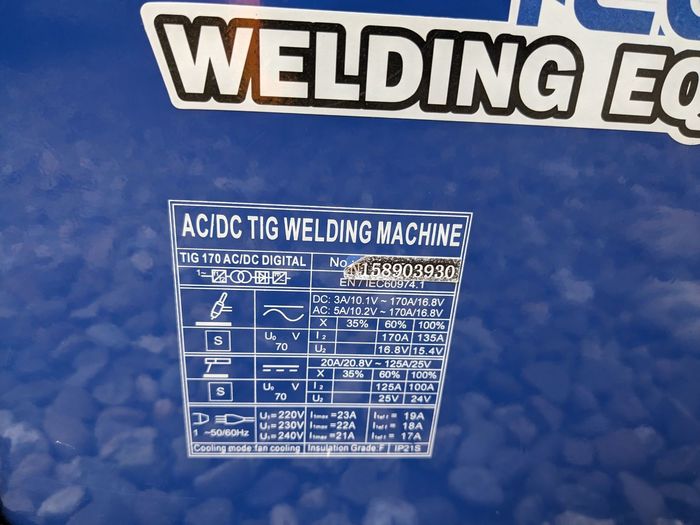 WELDING EQ
AC/DC TIG WELDING MACHINE
TIG 170 AC/DC DIGITAL No. 158903930
1~ EN / IEC60974.1
DC: 3A/10.1V ~ 170A/16.8V
AC: 5A/10.2V ~ 170A/16.8V
X 35% 60% 100%
S U₀ V I₂ 170A 135A
70 U₂ 16.8V 15.4V
20A/20.8V ~ 125A/25V
X 35% 60% 100%
S U₀ V I₂ 125A 100A
70 U₂ 25V 24V
U₁=220V I1max=23A I1eff= 19A
U₁=230V I1max=22A I1eff= 18A
1 ~50/60Hz U₁=240V I1max=21A I1eff= 17A
Cooling mode:fan cooling Insulation Grade:F IP21S